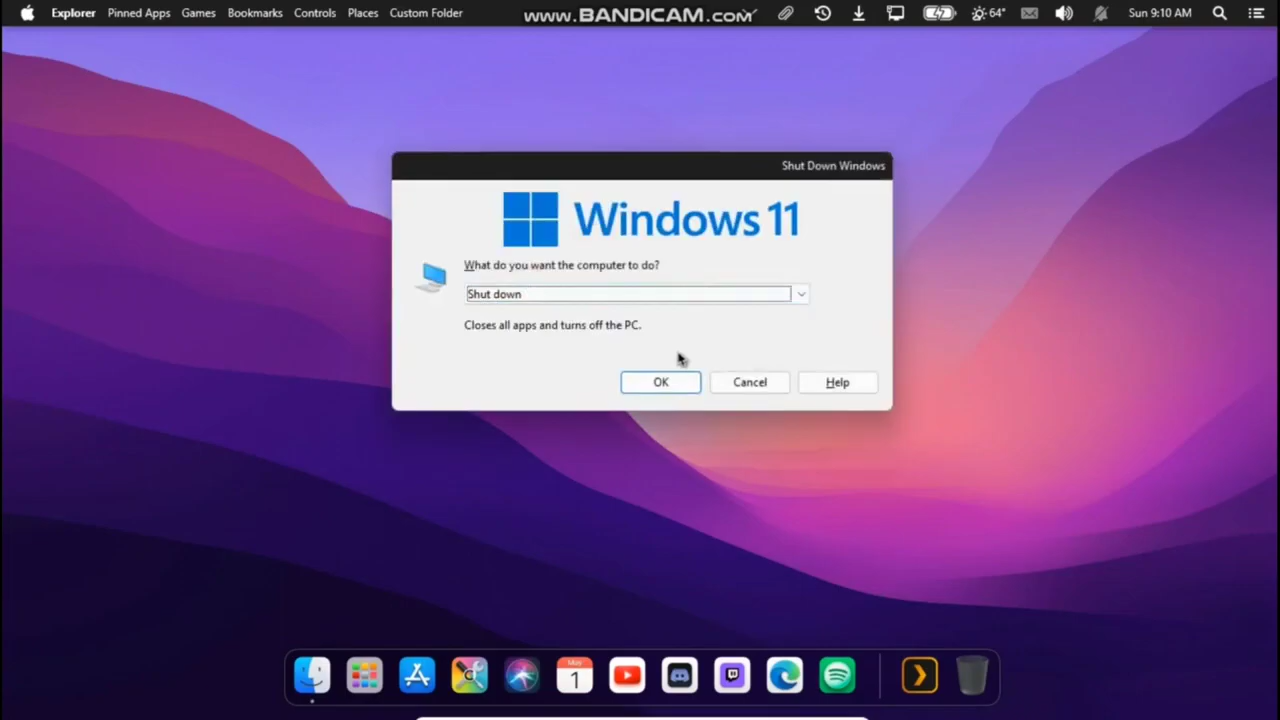 Explorer Pinned Apps Games Bookmarks Controls Places Custom Folder www.BANDICAM.com 64° Sun 9:10 AM
Shut Down Windows
Windows 11
What do you want the computer to do?
Shut down
Closes all apps and turns off the PC.
OK Cancel Help
May
1